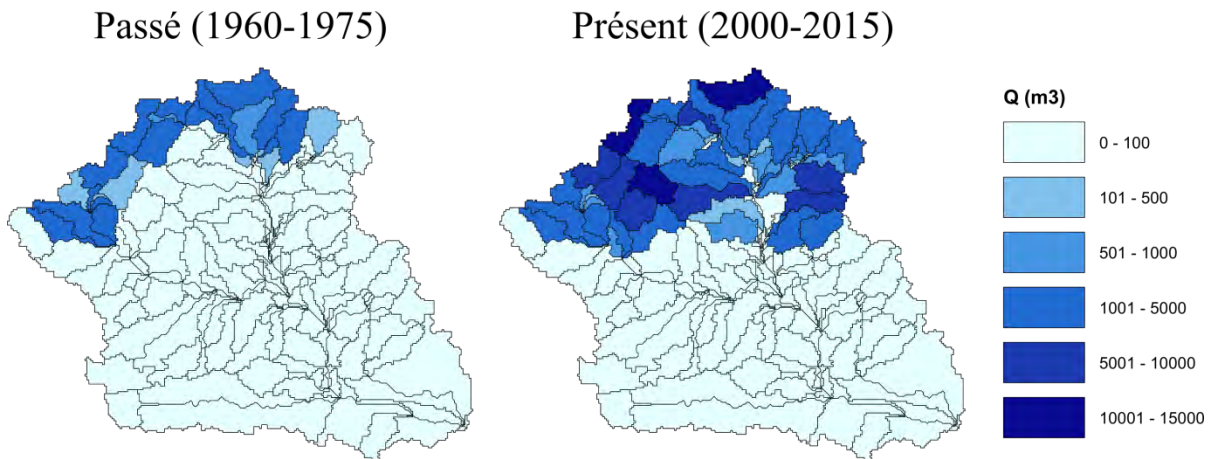 Passé (1960-1975)
Présent (2000-2015)
Q (m3)
0 - 100
101 - 500
501 - 1000
1001 - 5000
5001 - 10000
10001 - 15000